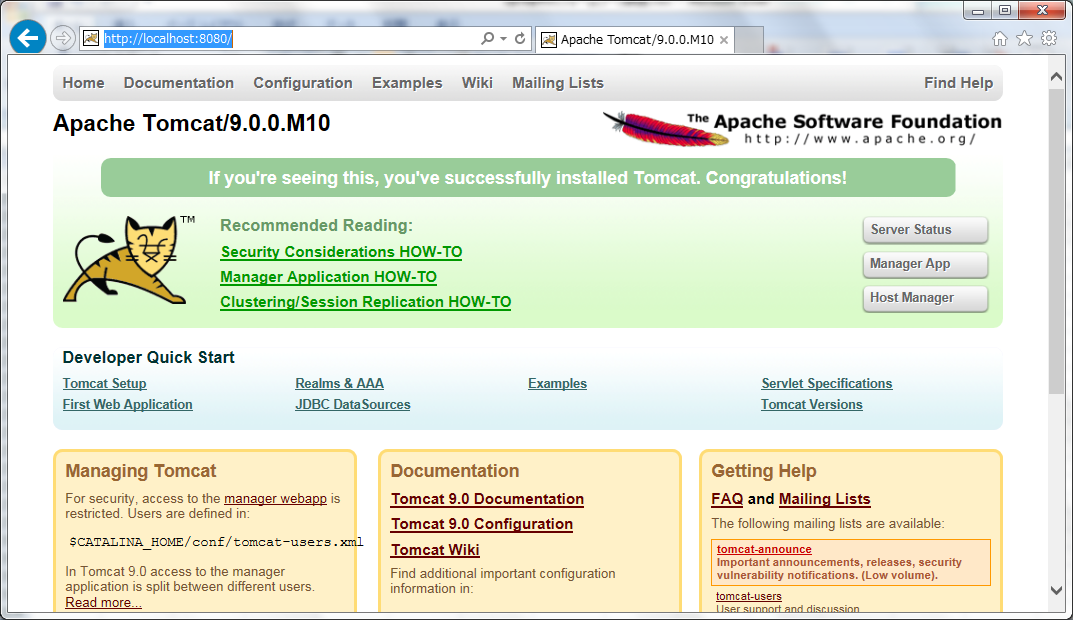 http://localhost:8080/
Apache Tomcat/9.0.0.M10
Home Documentation Configuration Examples Wiki Mailing Lists Find Help
Apache Tomcat/9.0.0.M10
The Apache Software Foundation
http://www.apache.org/
If you're seeing this, you've successfully installed Tomcat. Congratulations!
TM
Recommended Reading:
Security Considerations HOW-TO
Manager Application HOW-TO
Clustering/Session Replication HOW-TO
Server Status
Manager App
Host Manager
Developer Quick Start
Tomcat Setup
First Web Application
Realms & AAA
JDBC DataSources
Examples
Servlet Specifications
Tomcat Versions
Managing Tomcat
For security, access to the manager webapp is
restricted. Users are defined in:
$CATALINA_HOME/conf/tomcat-users.xml
In Tomcat 9.0 access to the manager
application is split between different users.
Read more...
Documentation
Tomcat 9.0 Documentation
Tomcat 9.0 Configuration
Tomcat Wiki
Find additional important configuration
information in:
Getting Help
FAQ and Mailing Lists
The following mailing lists are available:
tomcat-announce
Important announcements, releases, security
vulnerability notifications. (Low volume).
tomcat-users
User support and discussion